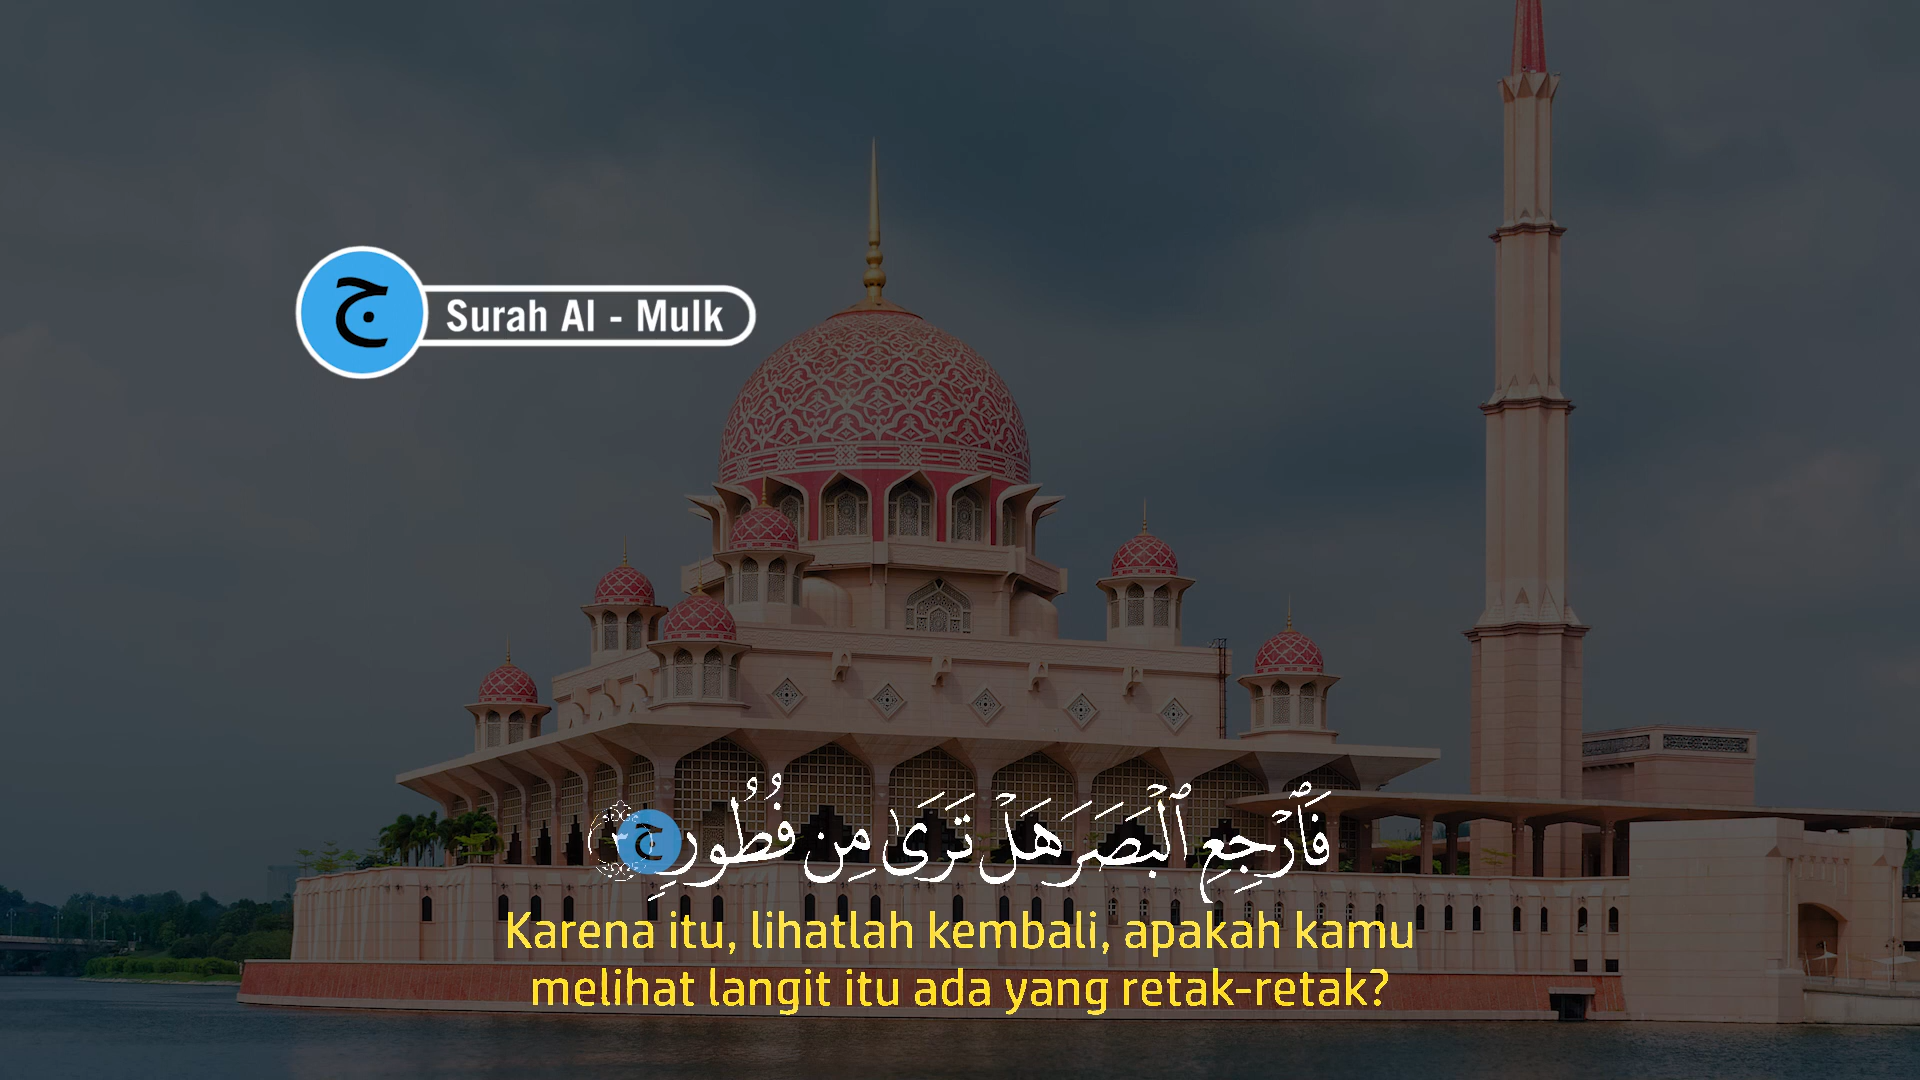 ج
Surah Al - Mulk
فَٱرْجِعِ ٱلْبَصَرَ هَلْ تَرَىٰ مِن فُطُورٍ
ج
Karena itu, lihatlah kembali, apakah kamu
melihat langit itu ada yang retak-retak?